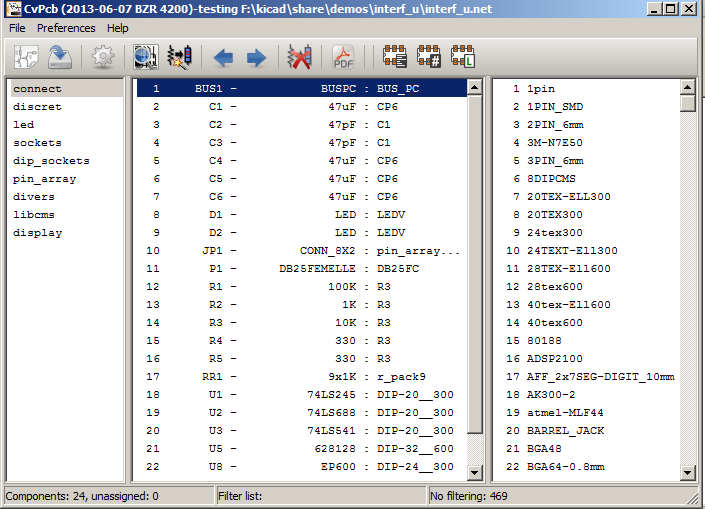 CvPcb (2013-06-07 BZR 4200)-testing F:\kicad\share\demos\interf_u\interf_u.net
File Preferences Help
PDF
# L
connect
discret
led
sockets
dip_sockets
pin_array
divers
libcms
display
1 BUS1 - BUSPC : BUS_PC
2 C1 - 47uF : CP6
3 C2 - 47pF : C1
4 C3 - 47pF : C1
5 C4 - 47uF : CP6
6 C5 - 47uF : CP6
7 C6 - 47uF : CP6
8 D1 - LED : LEDV
9 D2 - LED : LEDV
10 JP1 - CONN_8X2 : pin_array...
11 P1 - DB25FEMELLE : DB25FC
12 R1 - 100K : R3
13 R2 - 1K : R3
14 R3 - 10K : R3
15 R4 - 330 : R3
16 R5 - 330 : R3
17 RR1 - 9x1K : r_pack9
18 U1 - 74LS245 : DIP-20__300
19 U2 - 74LS688 : DIP-20__300
20 U3 - 74LS541 : DIP-20__300
21 U5 - 628128 : DIP-32__600
22 U8 - EP600 : DIP-24__300
1 1pin
2 1PIN_SMD
3 2PIN_6mm
4 3M-N7E50
5 3PIN_6mm
6 8DIPCMS
7 20TEX-ELL300
8 20TEX300
9 24tex300
10 24TEXT-Ell300
11 28TEX-Ell600
12 28tex600
13 40tex-Ell600
14 40tex600
15 80188
16 ADSP2100
17 AFF_2x7SEG-DIGIT_10mm
18 AK300-2
19 atmel-MLF44
20 BARREL_JACK
21 BGA48
22 BGA64-0.8mm
Components: 24, unassigned: 0
Filter list:
No filtering: 469